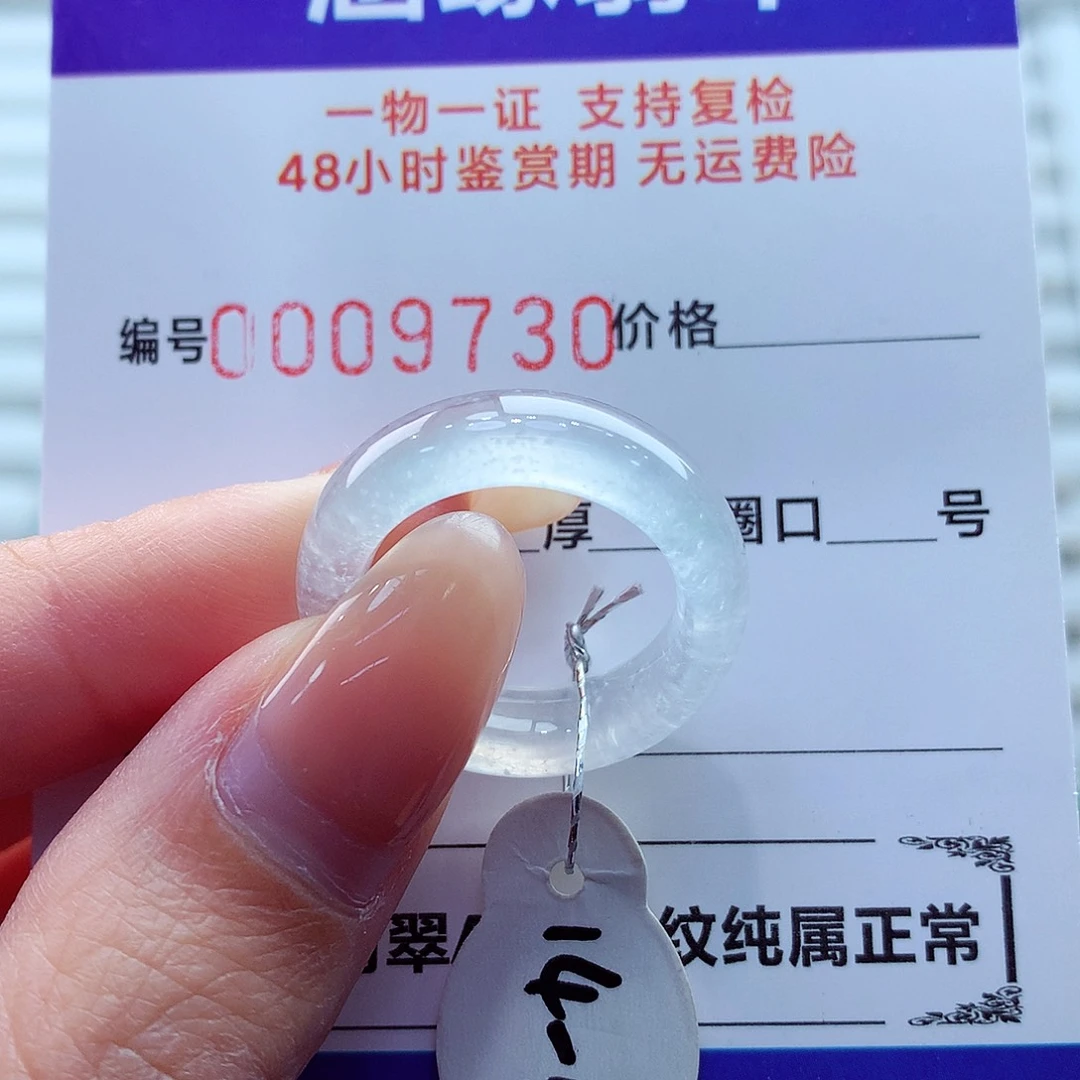 一物一证 支持复检
48小时鉴赏期 无运费险
编号0009730价格
厚 圈口 号
翠 纹纯属正常
14-